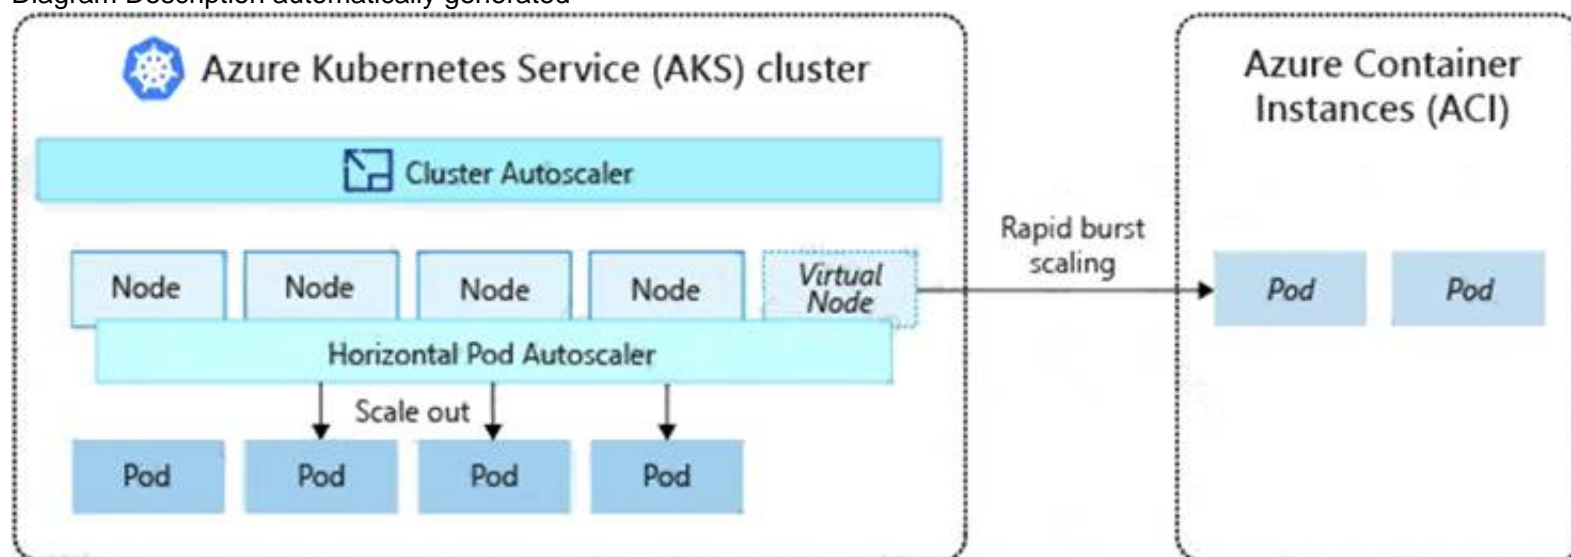 Diagram Description automatically generated
Azure Kubernetes Service (AKS) cluster
Cluster Autoscaler
Node
Node
Node
Node
Virtual
Node
Horizontal Pod Autoscaler
Scale out
Pod
Pod
Pod
Pod
Rapid burst
scaling
Azure Container
Instances (ACI)
Pod
Pod